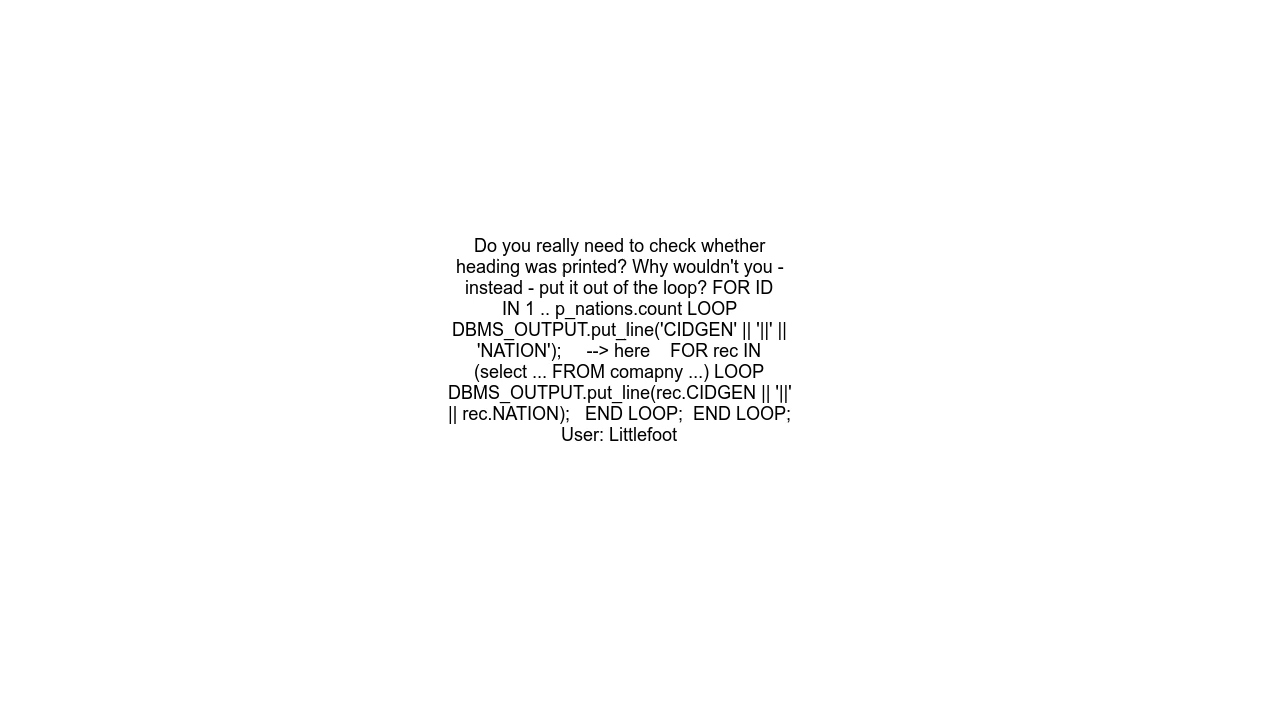 Do you really need to check whether
heading was printed? Why wouldn't you -
instead - put it out of the loop? FOR ID
IN 1 .. p_nations.count LOOP
DBMS_OUTPUT.put_line('CIDGEN' || '||' ||
'NATION');     --> here    FOR rec IN
(select ... FROM comapny ...) LOOP
DBMS_OUTPUT.put_line(rec.CIDGEN || '||'
|| rec.NATION);   END LOOP;  END LOOP;
User: Littlefoot